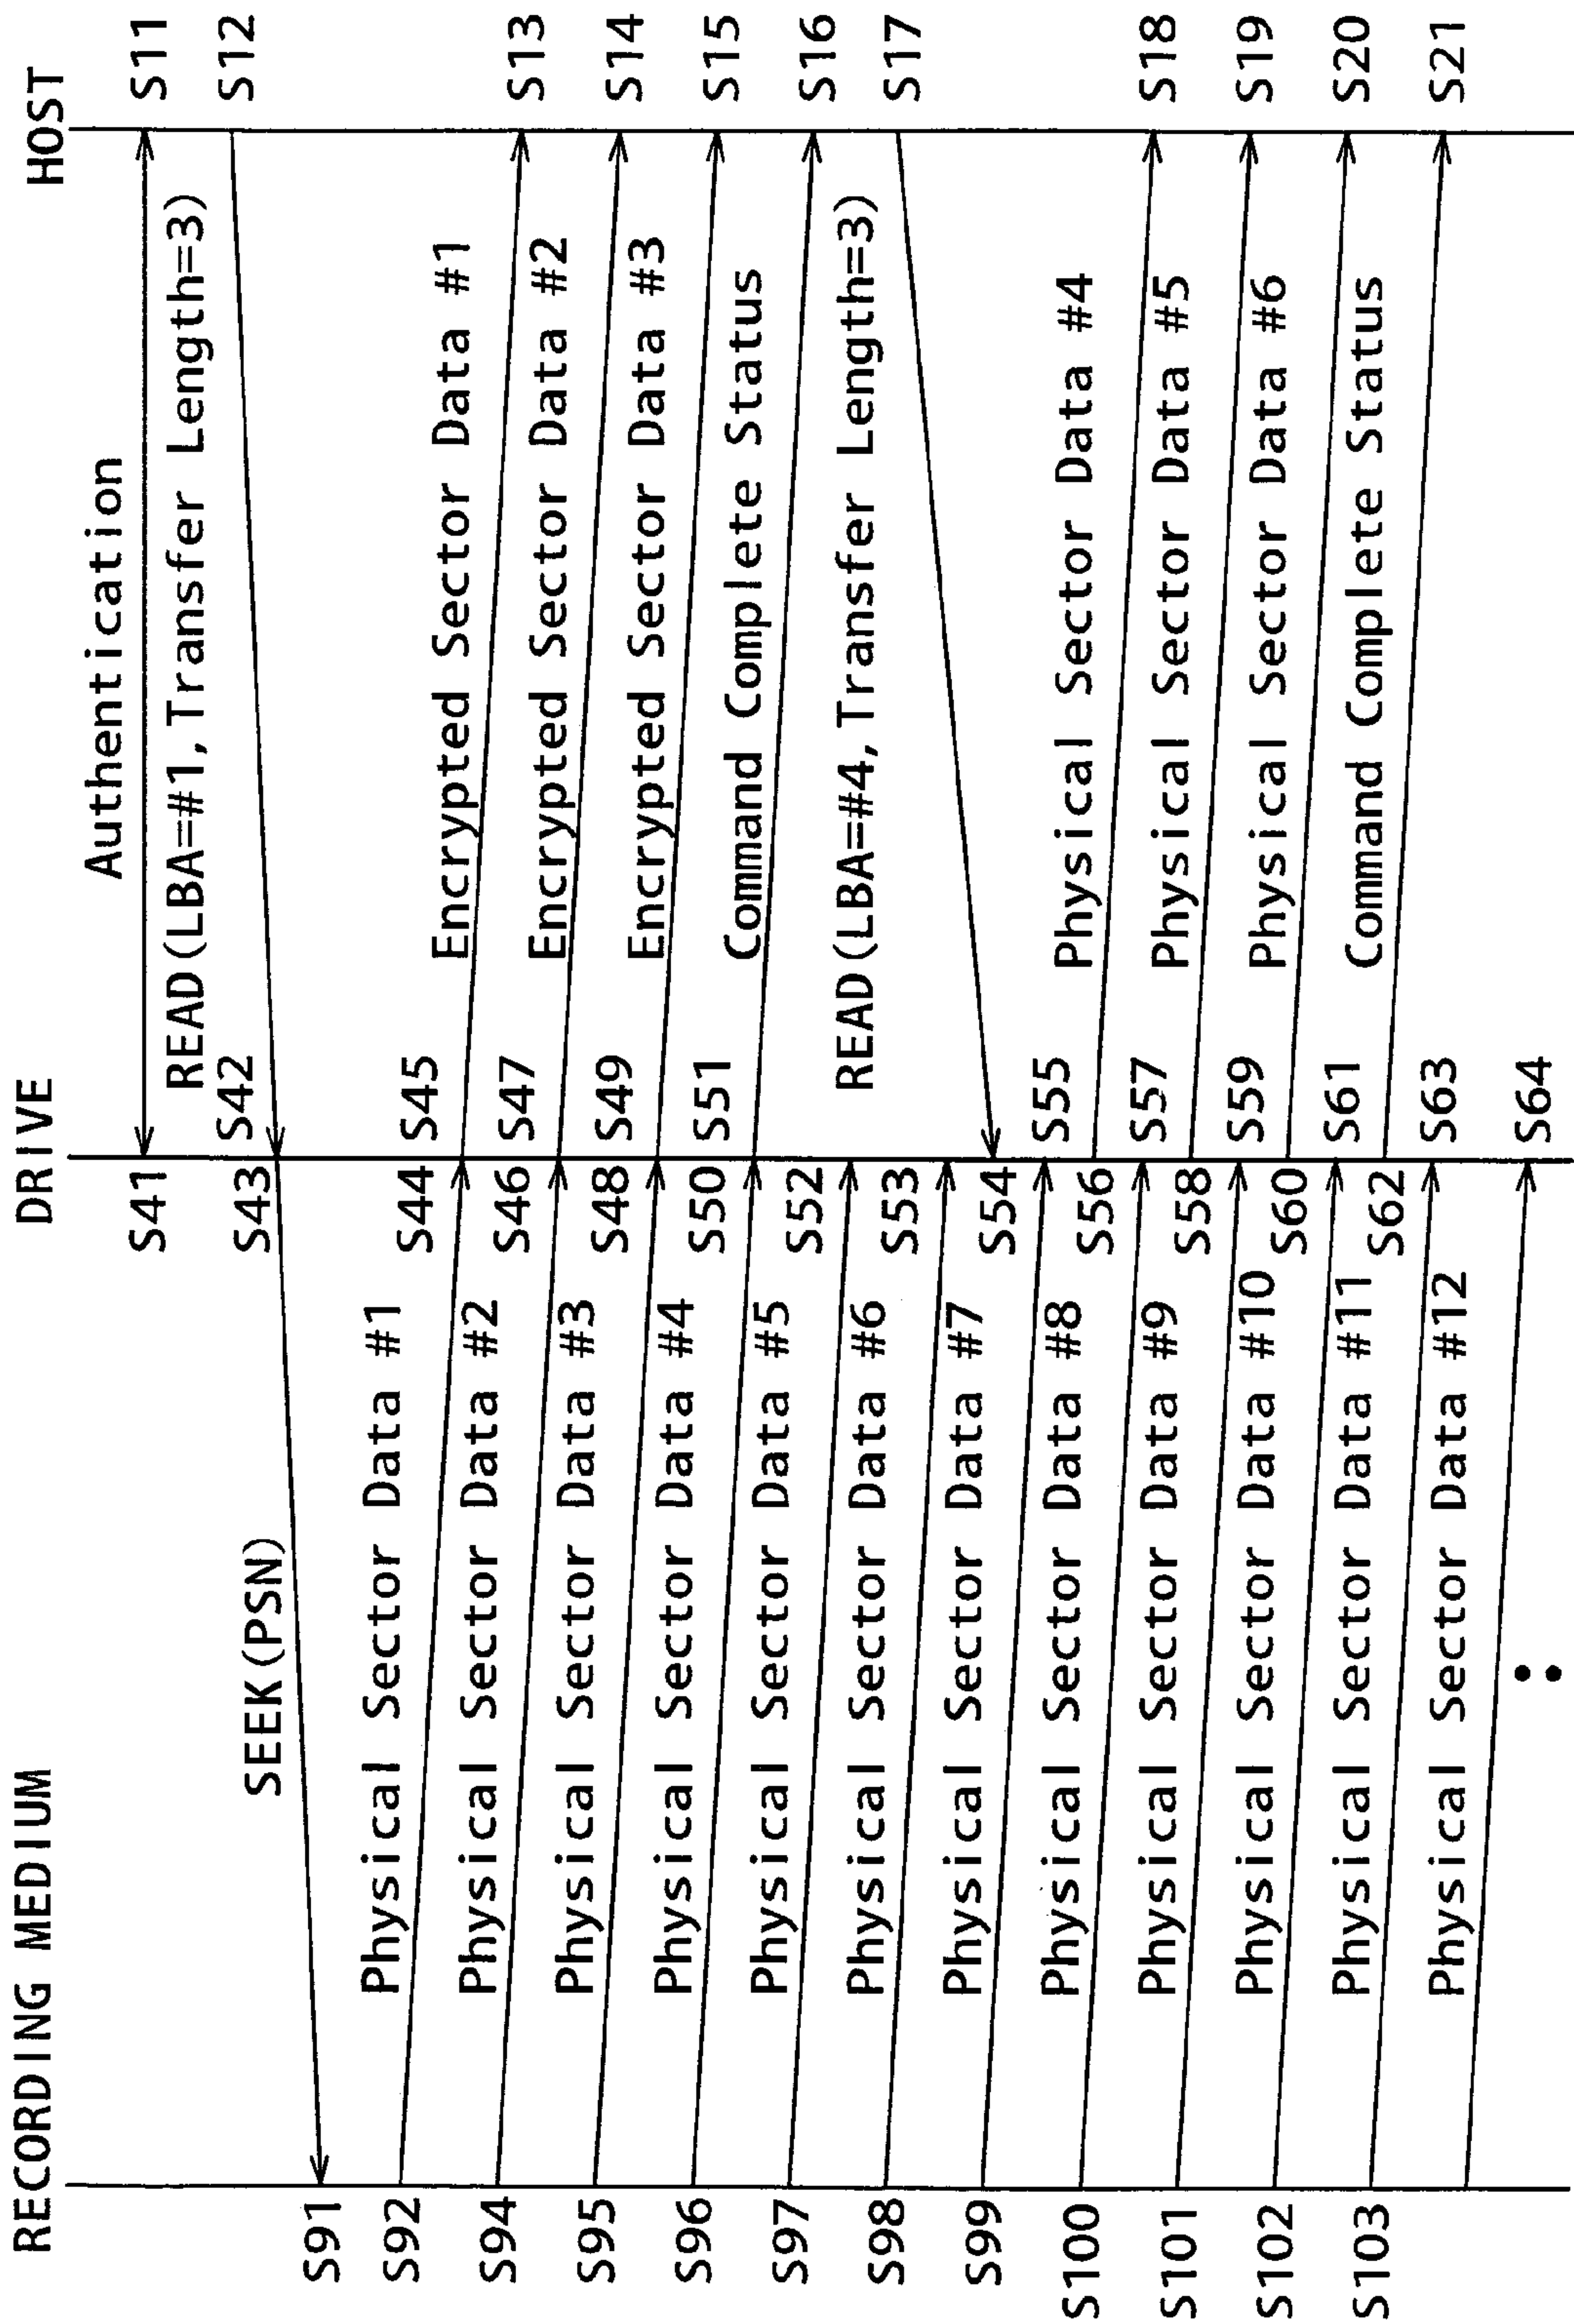 RECORDING MEDIUM
DRIVE
HOST
Authentication
S41
S11
READ(LBA=#1,Transfer Length=3)
S42
S12
S43
SEEK(PSN)
S91
Physical Sector Data #1
S92
S44
S45
Encrypted Sector Data #1
S13
Physical Sector Data #2
S94
S46
S47
Encrypted Sector Data #2
S14
Physical Sector Data #3
S95
S48
S49
Encrypted Sector Data #3
S15
Physical Sector Data #4
S96
S50
S51
Command Complete Status
S16
Physical Sector Data #5
S97
S52
READ(LBA=#4,Transfer Length=3)
S17
Physical Sector Data #6
S98
S53
Physical Sector Data #7
S99
S54
S55
Physical Sector Data #4
S18
Physical Sector Data #8
S100
S56
S57
Physical Sector Data #5
S19
Physical Sector Data #9
S101
S58
S59
Physical Sector Data #6
S20
Physical Sector Data #10
S102
S60
S61
Command Complete Status
S21
Physical Sector Data #11
S103
S62
S63
Physical Sector Data #12
S64